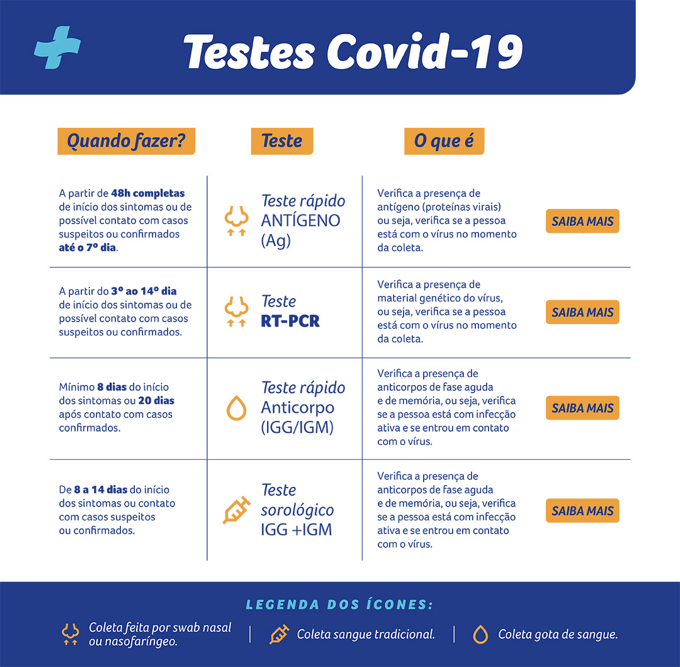 Testes Covid-19
Quando fazer?
Teste
O que é
A partir de 48h completas
de início dos sintomas ou de
possível contato com casos
suspeitos ou confirmados
até o 7º dia.
Teste rápido
ANTÍGENO
(Ag)
Verifica a presença de
antígeno (proteínas virais)
ou seja, verifica se a pessoa
está com o vírus no momento
da coleta.
SAIBA MAIS
A partir do 3º ao 14º dia
de início dos sintomas ou de
possível contato com casos
suspeitos ou confirmados.
Teste
RT-PCR
Verifica a presença de
material genético do vírus,
ou seja, verifica se a pessoa
está com o vírus no momento
da coleta.
SAIBA MAIS
Mínimo 8 dias do início
dos sintomas ou 20 dias
após contato com casos
confirmados.
Teste rápido
Anticorpo
(IGG/IGM)
Verifica a presença de
anticorpos de fase aguda
e de memória, ou seja, verifica
se a pessoa está com infecção
ativa e se entrou em contato
com o vírus.
SAIBA MAIS
De 8 a 14 dias do início
dos sintomas ou contato
com casos suspeitos
ou confirmados.
Teste
sorológico
IGG +IGM
Verifica a presença de
anticorpos de fase aguda
e de memória, ou seja, verifica
se a pessoa está com infecção
ativa e se entrou em contato
com o vírus.
SAIBA MAIS
LEGENDA DOS ÍCONES:
Coleta feita por swab nasal
ou nasofaríngeo.
Coleta sangue tradicional.
Coleta gota de sangue.